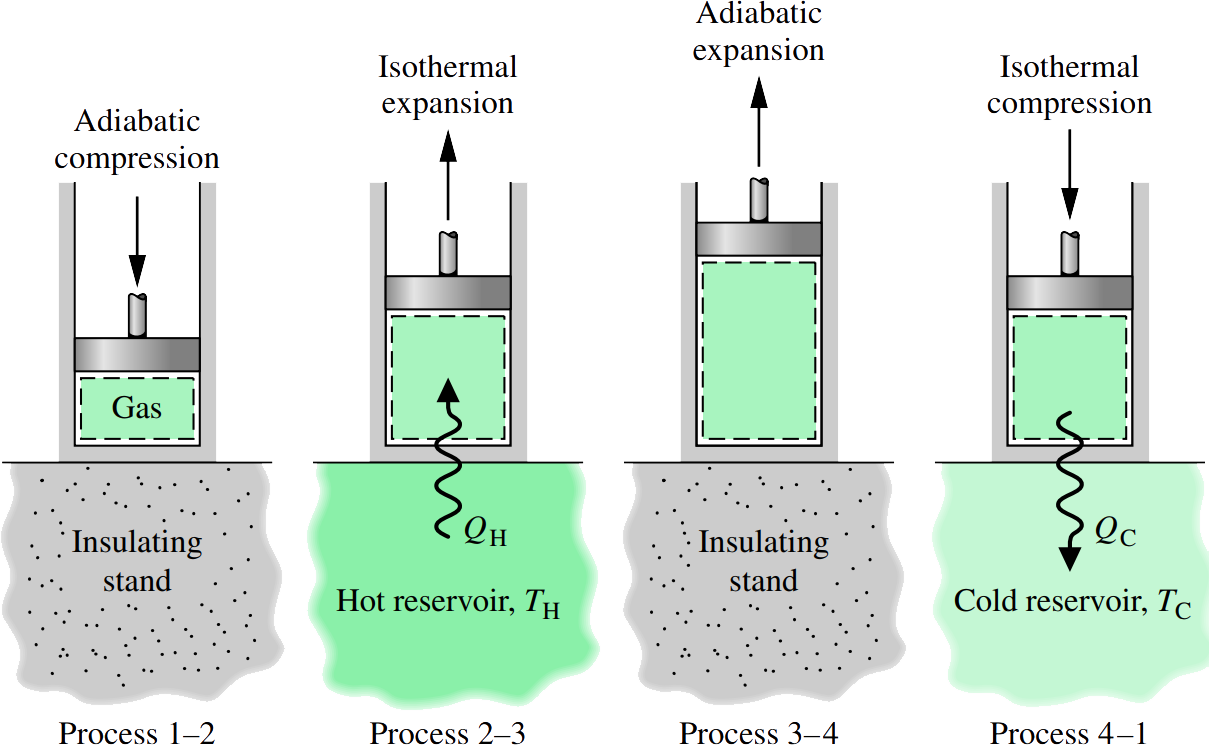 Adiabatic
compression
Gas
Insulating
stand
Process 1–2
Isothermal
expansion
Q_H
Hot reservoir, T_H
Process 2–3
Adiabatic
expansion
Insulating
stand
Process 3–4
Isothermal
compression
Q_C
Cold reservoir, T_C
Process 4–1